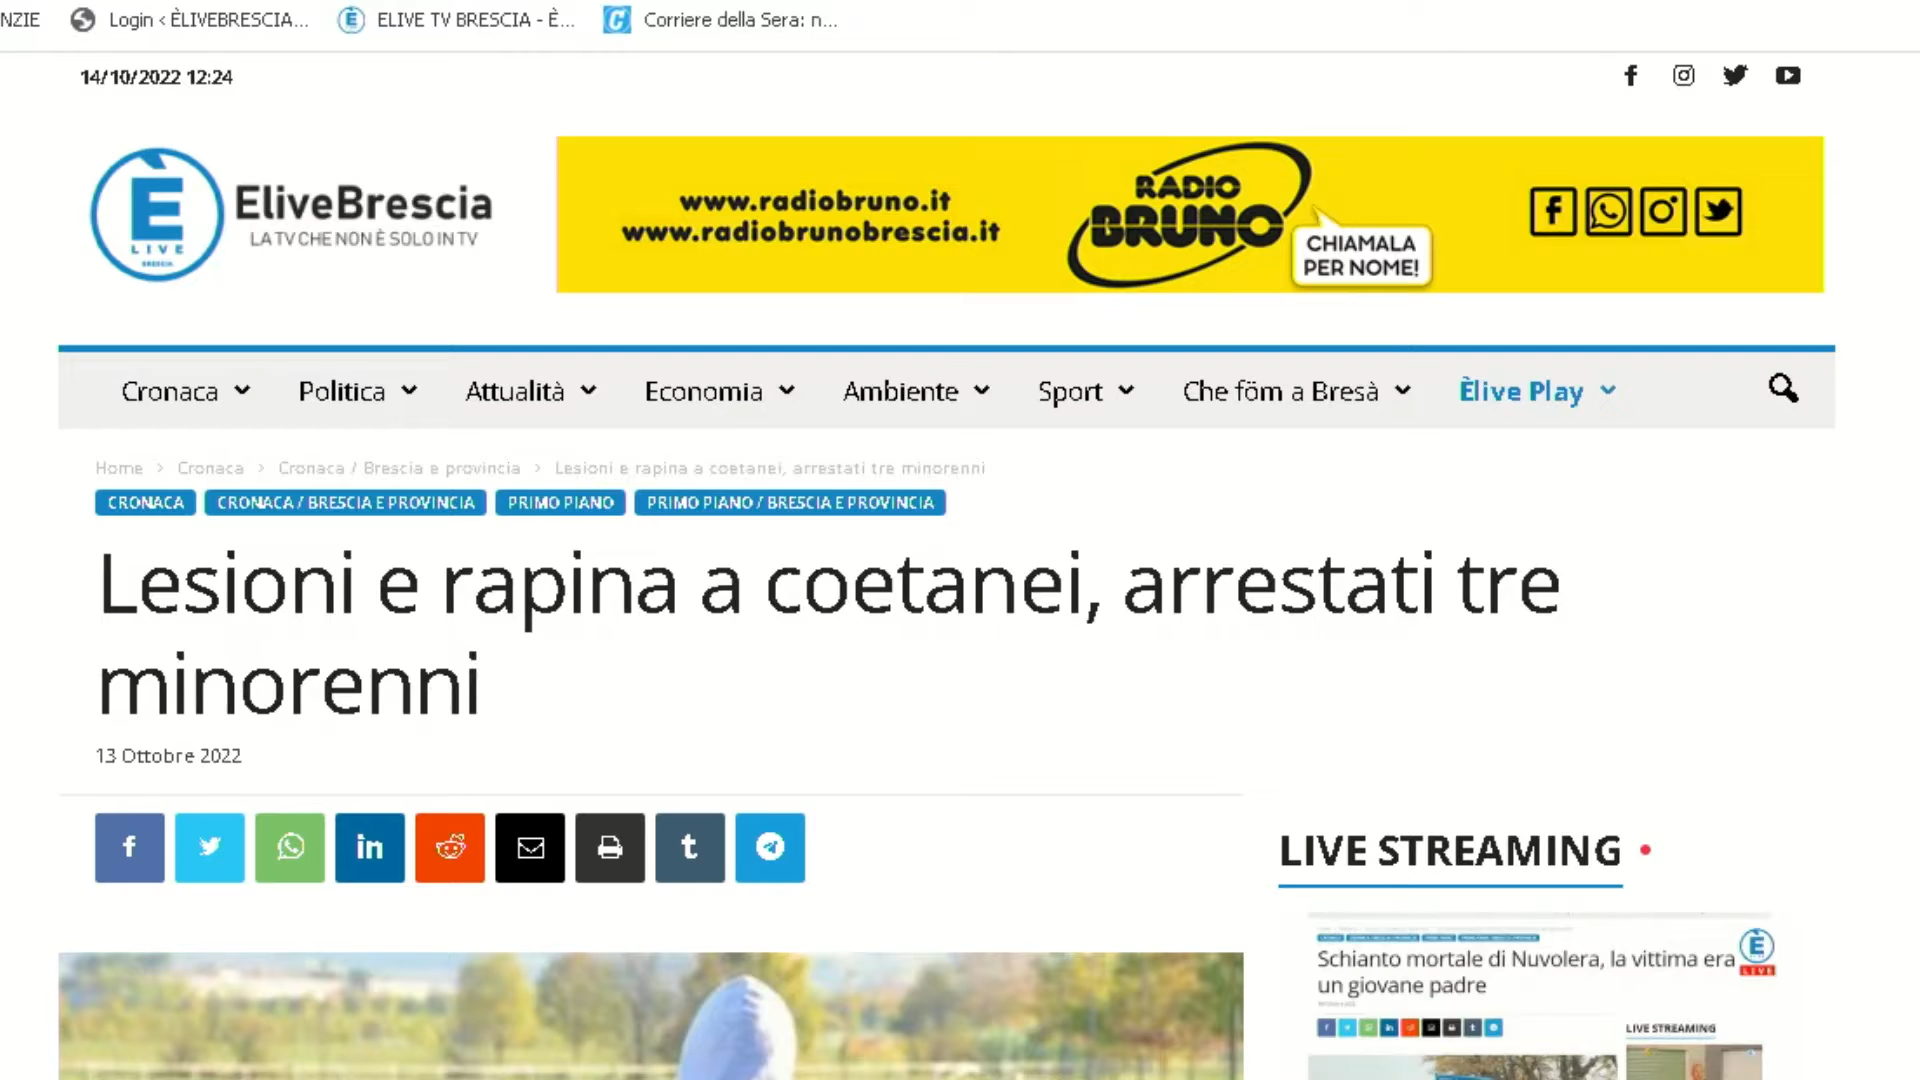 NZIE Login < ÈLIVEBRESCIA... ELIVE TV BRESCIA - È... Corriere della Sera: n...
14/10/2022 12:24
È
LIVE
BRESCIA
EliveBrescia
LA TV CHE NON È SOLO IN TV
www.radiobruno.it
www.radiobrunobrescia.it
RADIO
BRUNO
CHIAMALA
PER NOME!
Cronaca Politica Attualità Economia Ambiente Sport Che föm a Bresà Èlive Play
Home > Cronaca > Cronaca / Brescia e provincia > Lesioni e rapina a coetanei, arrestati tre minorenni
CRONACA CRONACA / BRESCIA E PROVINCIA PRIMO PIANO PRIMO PIANO / BRESCIA E PROVINCIA
Lesioni e rapina a coetanei, arrestati tre
minorenni
13 Ottobre 2022
LIVE STREAMING
Schianto mortale di Nuvolera, la vittima era
un giovane padre
È
LIVE
LIVE STREAMING